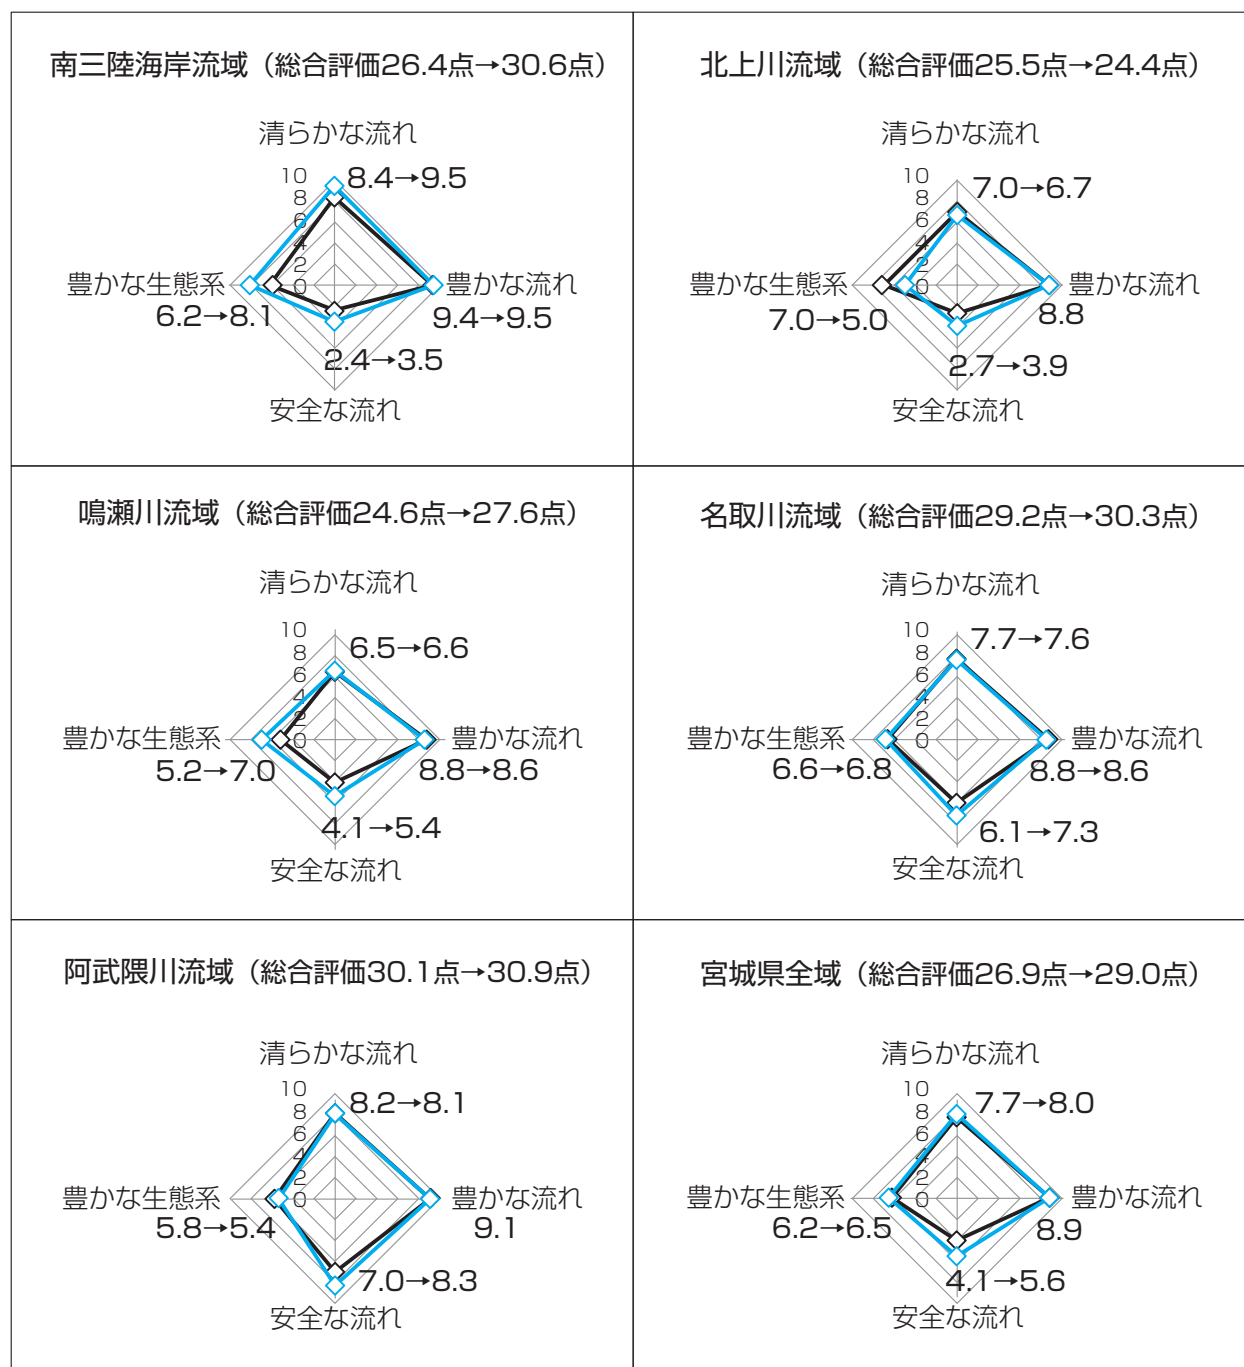 南三陸海岸流域（総合評価26.4点→30.6点）
清らかな流れ
8.4→9.5
10
8
6
4
2
0
豊かな生態系
6.2→8.1
豊かな流れ
9.4→9.5
2.4→3.5
安全な流れ
北上川流域（総合評価25.5点→24.4点）
清らかな流れ
7.0→6.7
10
8
6
4
2
0
豊かな生態系
7.0→5.0
豊かな流れ
8.8
2.7→3.9
安全な流れ
鳴瀬川流域（総合評価24.6点→27.6点）
清らかな流れ
6.5→6.6
10
8
6
4
2
0
豊かな生態系
5.2→7.0
豊かな流れ
8.8→8.6
4.1→5.4
安全な流れ
名取川流域（総合評価29.2点→30.3点）
清らかな流れ
7.7→7.6
10
8
6
4
2
0
豊かな生態系
6.6→6.8
豊かな流れ
8.8→8.6
6.1→7.3
安全な流れ
阿武隈川流域（総合評価30.1点→30.9点）
清らかな流れ
8.2→8.1
10
8
6
4
2
0
豊かな生態系
5.8→5.4
豊かな流れ
9.1
7.0→8.3
安全な流れ
宮城県全域（総合評価26.9点→29.0点）
清らかな流れ
7.7→8.0
10
8
6
4
2
0
豊かな生態系
6.2→6.5
豊かな流れ
8.9
4.1→5.6
安全な流れ